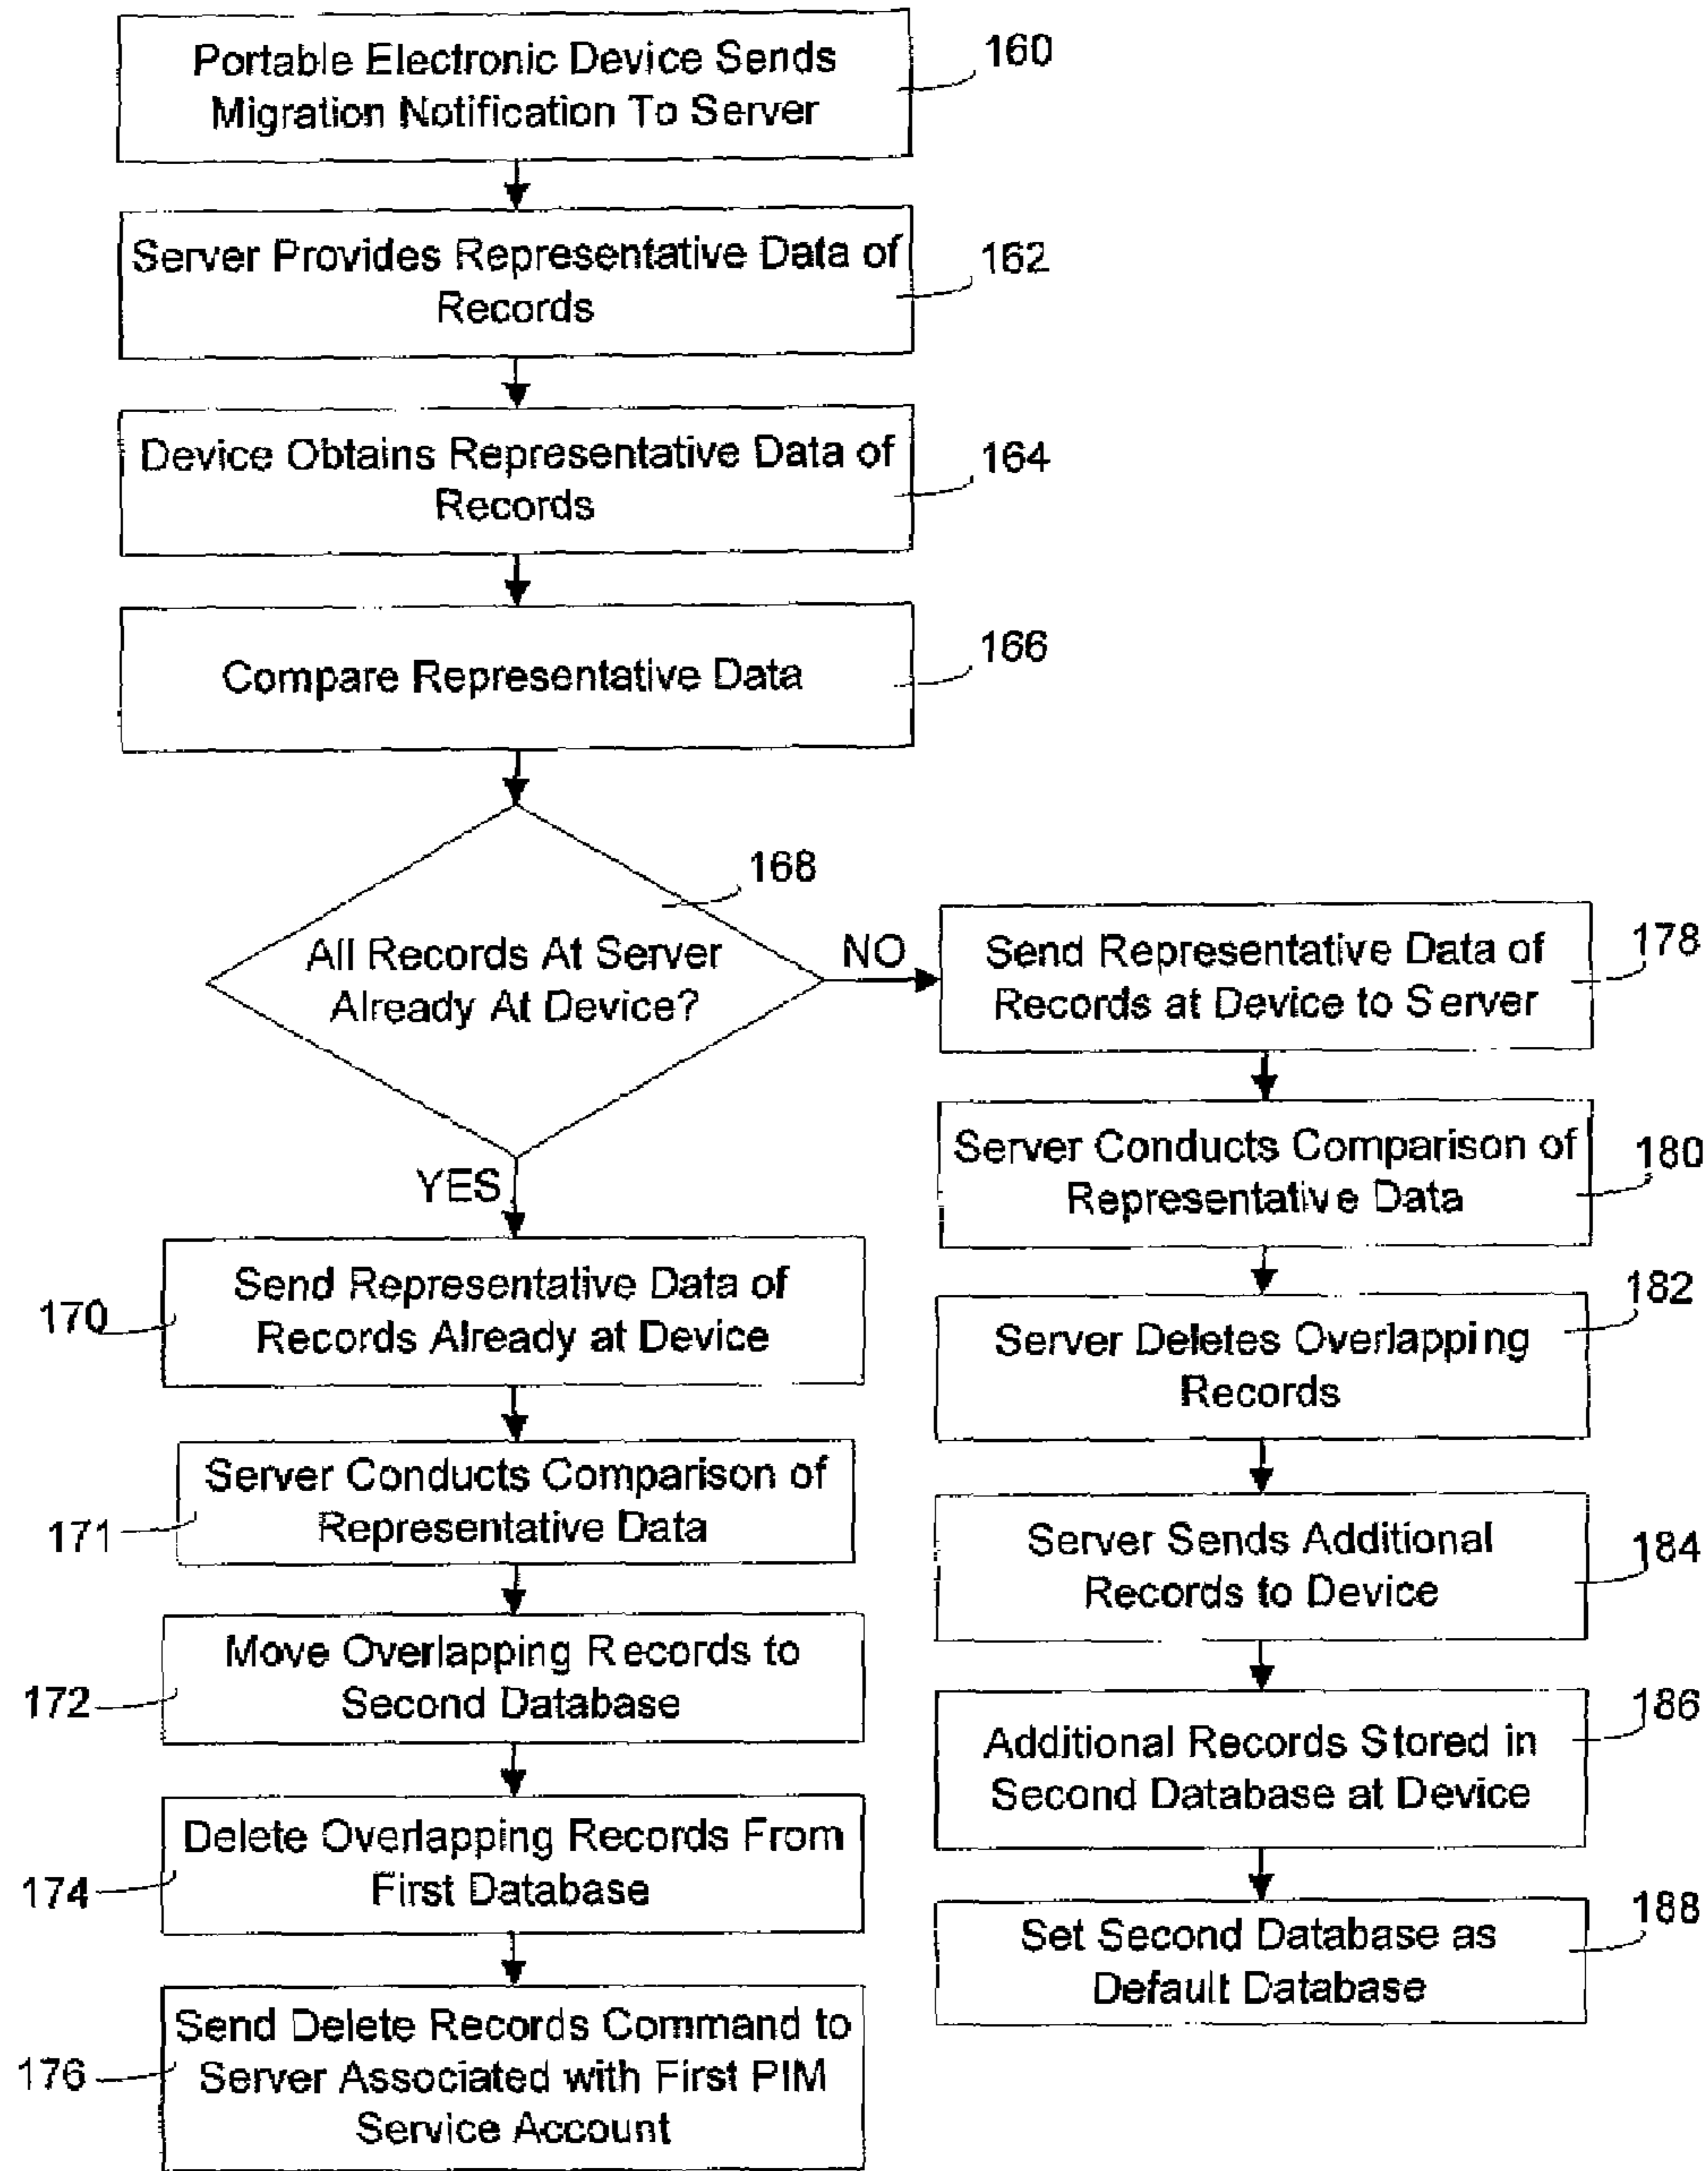 Portable Electronic Device Sends
Migration Notification To Server
160
Server Provides Representative Data of
Records
162
Device Obtains Representative Data of
Records
164
Compare Representative Data
166
168
All Records At Server
Already At Device?
NO
YES
Send Representative Data of
Records Already at Device
170
Server Conducts Comparison of
Representative Data
171
Move Overlapping Records to
Second Database
172
Delete Overlapping Records From
First Database
174
Send Delete Records Command to
Server Associated with First PIM
Service Account
176
Send Representative Data of
Records at Device to Server
178
Server Conducts Comparison of
Representative Data
180
Server Deletes Overlapping
Records
182
Server Sends Additional
Records to Device
184
Additional Records Stored in
Second Database at Device
186
Set Second Database as
Default Database
188